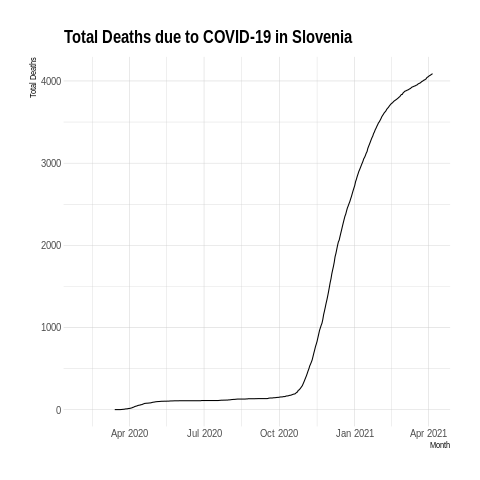 Total Deaths due to COVID-19 in Slovenia
Total Deaths
4000
3000
2000
1000
0
Apr 2020 Jul 2020 Oct 2020 Jan 2021 Apr 2021
Month